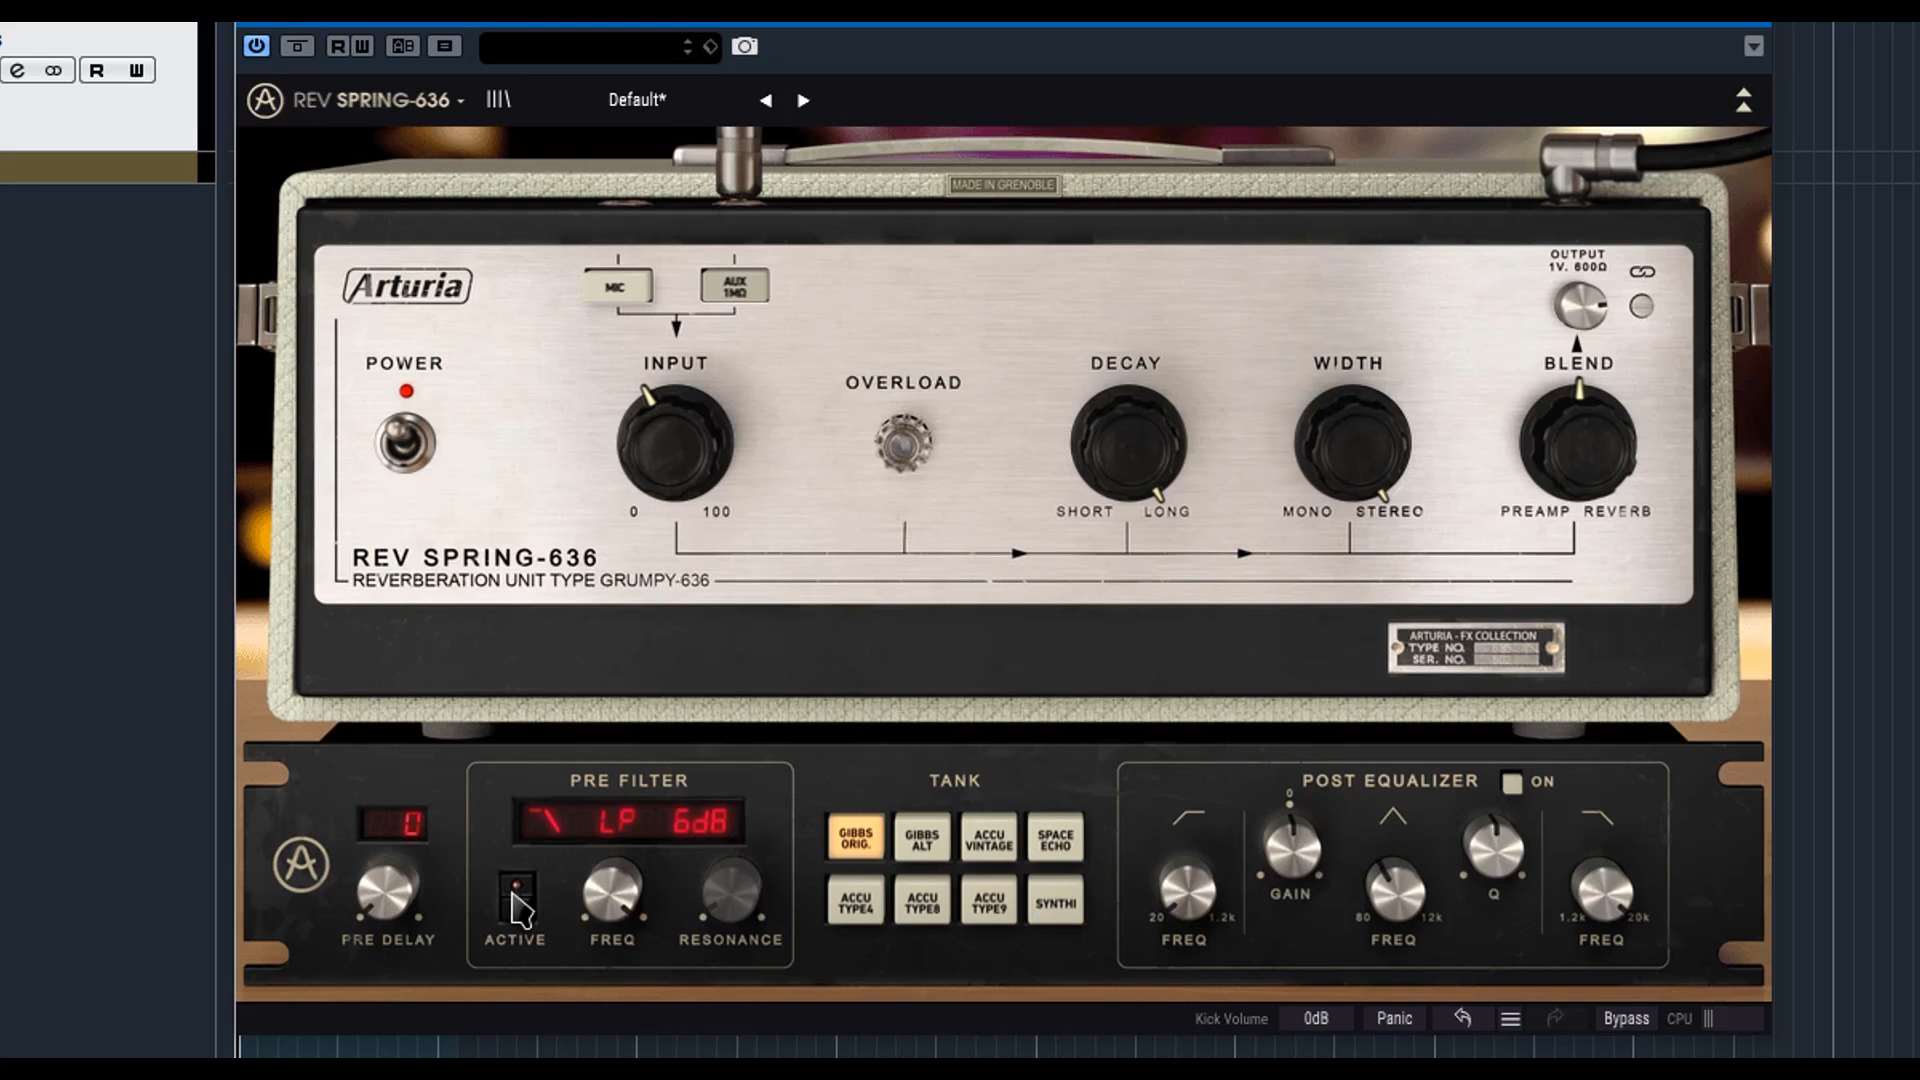 R W
R W
AB
REV SPRING-636
Default*
MADE IN GRENOBLE
OUTPUT
1V. 600Ω
Arturia
MIC
AUX
1MΩ
POWER
INPUT
OVERLOAD
DECAY
WIDTH
BLEND
0 100
SHORT LONG
MONO STEREO
PREAMP REVERB
REV SPRING-636
REVERBERATION UNIT TYPE GRUMPY-636
ARTURIA - FX COLLECTION
TYPE NO.
SER. NO.
PRE FILTER
TANK
POST EQUALIZER
ON
0
LP 6dB
GIBBS
ORIG.
GIBBS
ALT
ACCU
VINTAGE
SPACE
ECHO
ACCU
TYPE4
ACCU
TYPE8
ACCU
TYPE9
SYNTHI
0
GAIN
Q
20 1.2k
80 12k
1.2k 20k
PRE DELAY
ACTIVE
FREQ
RESONANCE
FREQ
FREQ
FREQ
Kick Volume
0dB
Panic
Bypass
CPU